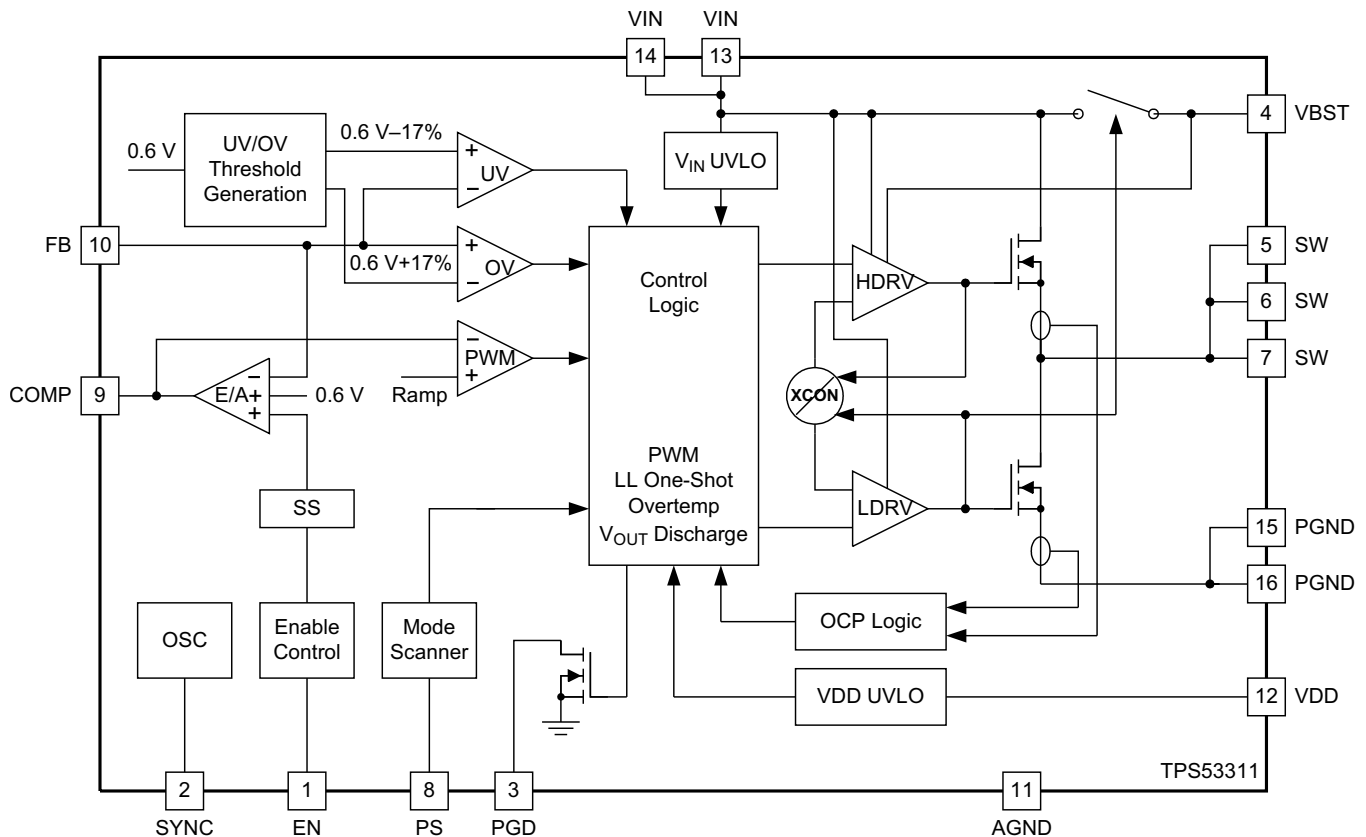 VIN
VIN
14
13
UV/OV
Threshold
Generation
0.6 V
0.6 V–17%
+
−
UV
VIN UVLO
4
VBST
FB
10
0.6 V+17%
+
−
OV
Control
Logic
HDRV
5
SW
6
SW
7
SW
−
PWM
+
Ramp
COMP
9
E/A
−
+
+
0.6 V
XCON
PWM
LL One-Shot
Overtemp
VOUT Discharge
LDRV
SS
15
PGND
16
PGND
OSC
Enable
Control
Mode
Scanner
OCP Logic
VDD UVLO
12
VDD
TPS53311
2
1
8
3
11
SYNC
EN
PS
PGD
AGND